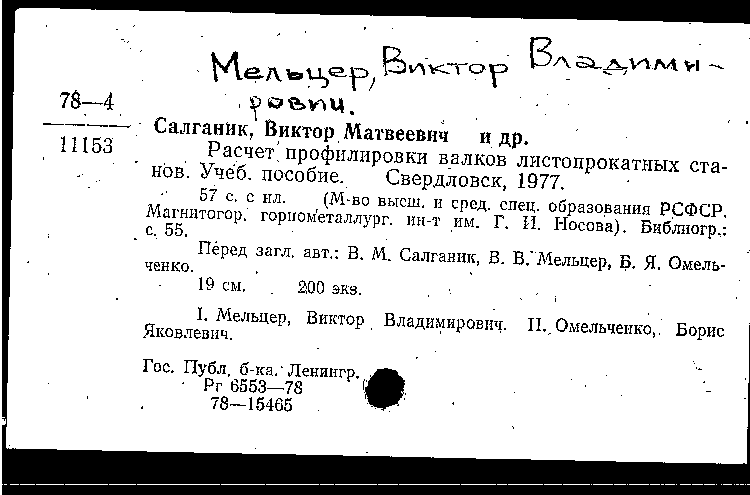 Мельцер, Виктор Владими-
рович.
78—4
11153
Салганик, Виктор Матвеевич и др.
Расчет профилировки валков листопрокатных ста-
нов. Учеб. пособие. Свердловск, 1977.
57 с. с ил. (М-во высш. и сред. спец. образования РСФСР.
Магнитогор. горнометаллург. ин-т им. Г. И. Носова). Библиогр.:
с. 55.
Перед загл. авт.: В. М. Салганик, В. В. Мельцер, Б. Я. Омель-
ченко.
19 см. 200 экз.
I. Мельцер, Виктор Владимирович. II. Омельченко, Борис
Яковлевич.
Гос. Публ. б-ка. Ленингр.
Рг 6553—78
78—15465